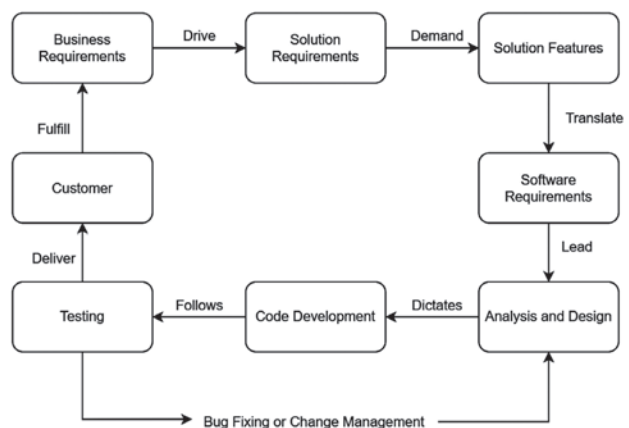 Business
Requirements
Drive
Solution
Requirements
Demand
Solution Features
Fulfill
Translate
Customer
Software
Requirements
Deliver
Lead
Testing
Follows
Code Development
Dictates
Analysis and Design
Bug Fixing or Change Management